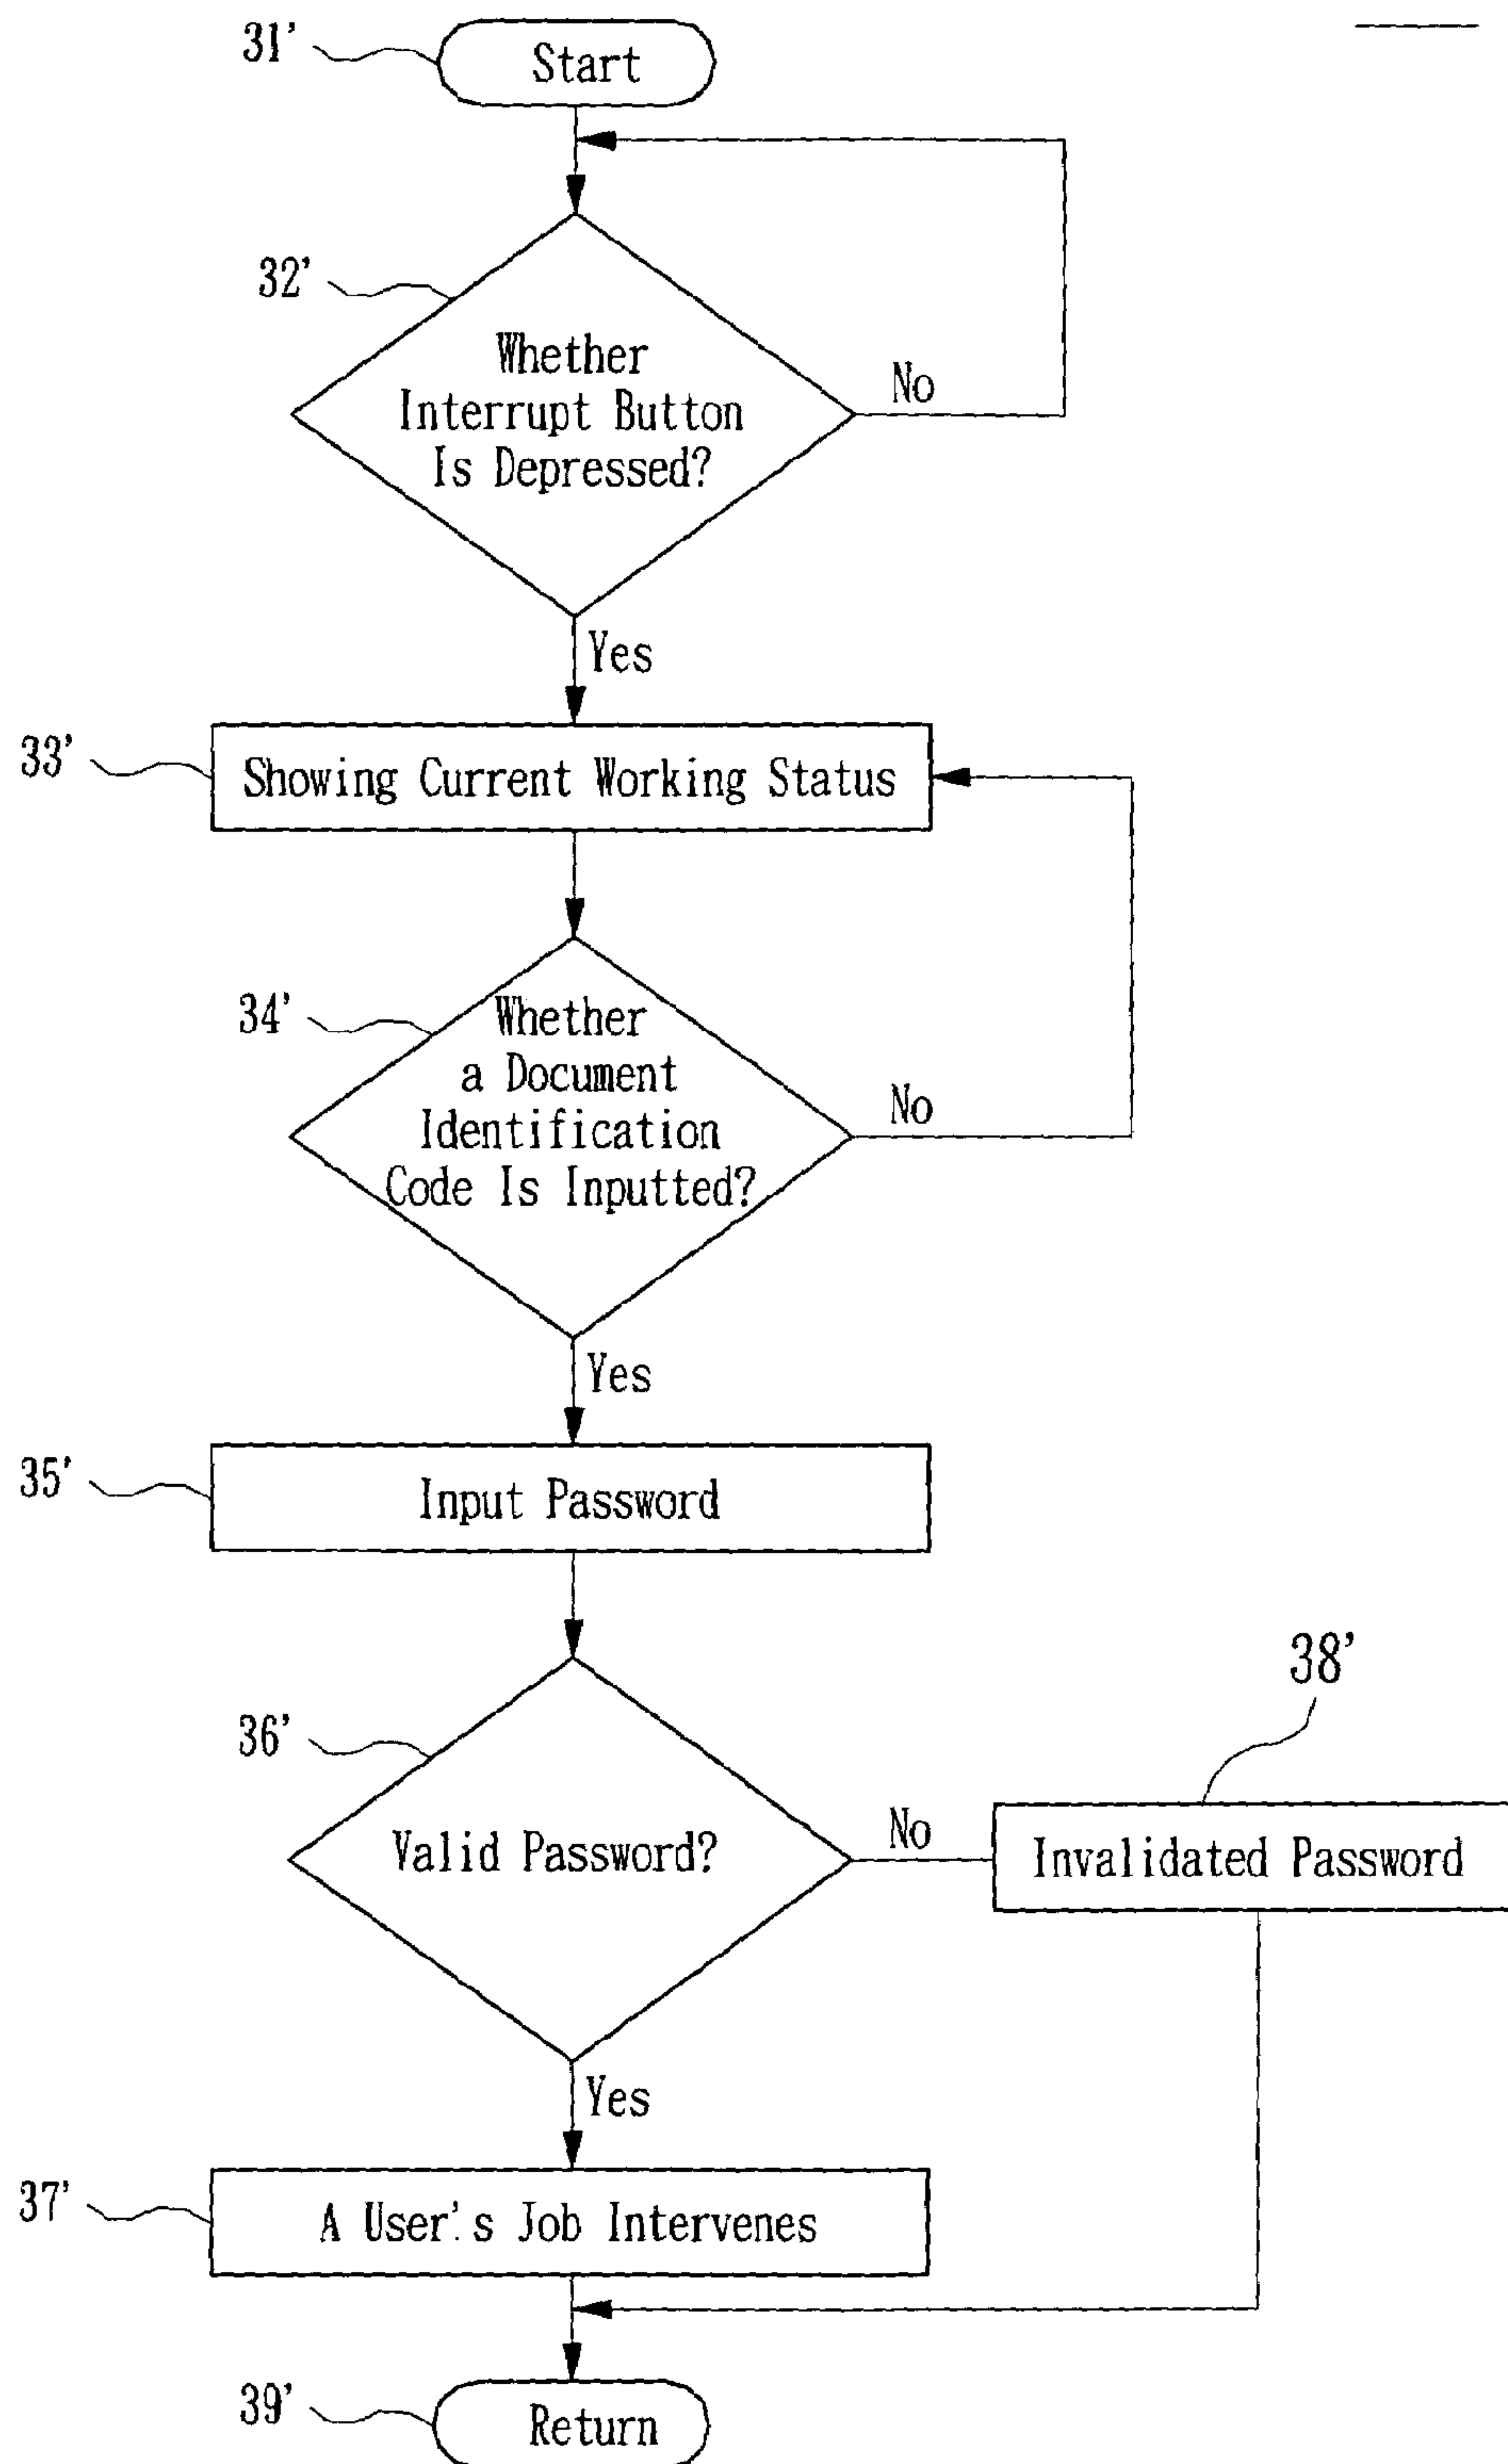 31'
Start
32'
Whether
Interrupt Button
Is Depressed?
No
Yes
33'
Showing Current Working Status
34'
Whether
a Document
Identification
Code Is Inputted?
No
Yes
35'
Input Password
36'
Valid Password?
No
38'
Invalidated Password
Yes
37'
A User's Job Intervenes
39'
Return